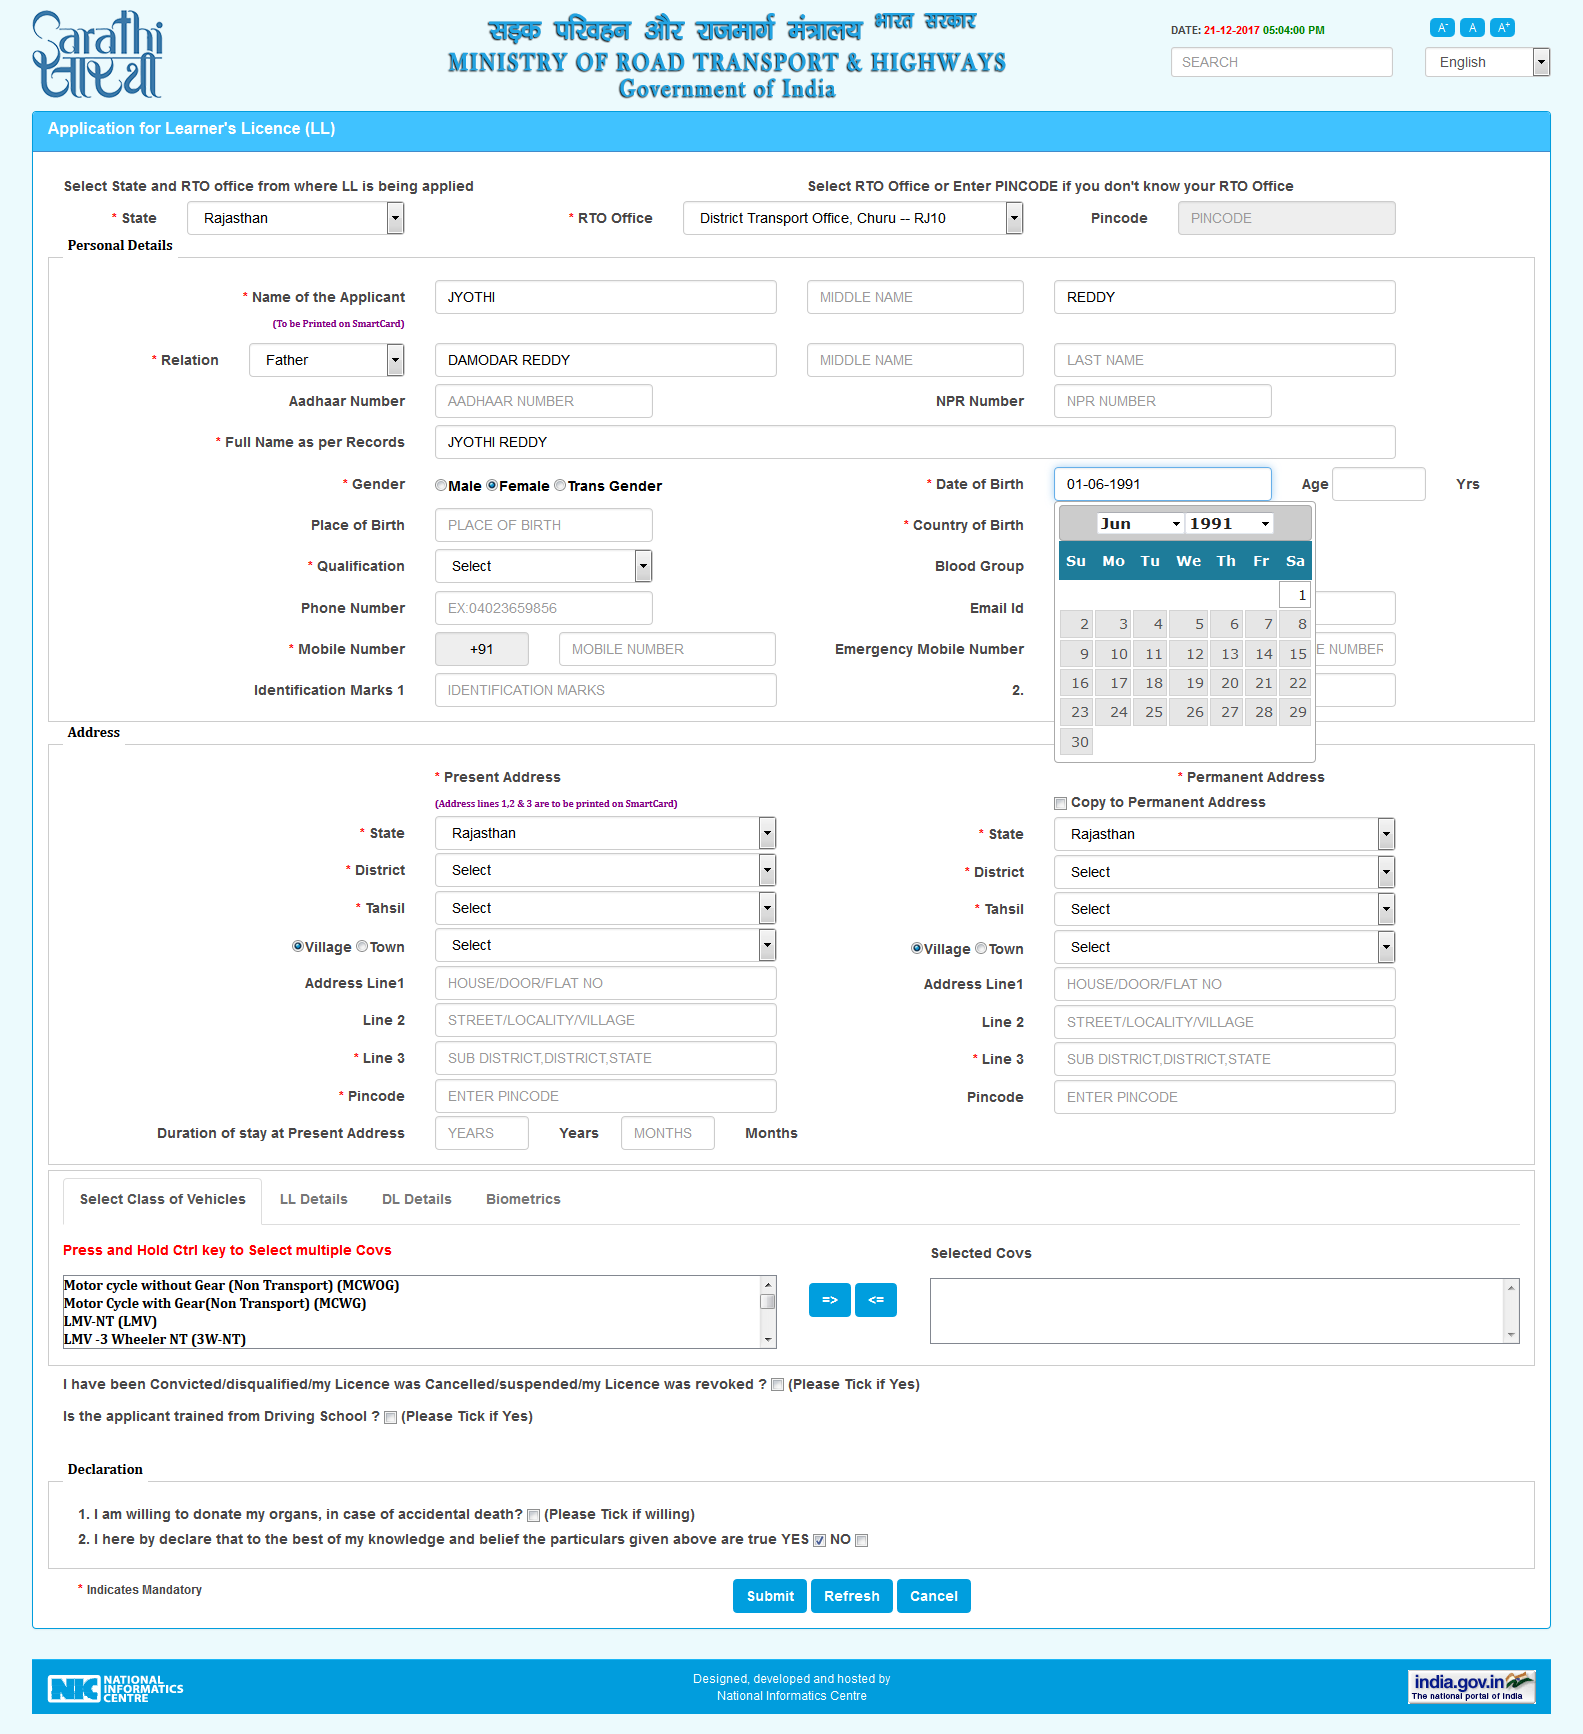 Sarathi
सारथी
सड़क परिवहन और राजमार्ग मंत्रालय भारत सरकार
MINISTRY OF ROAD TRANSPORT & HIGHWAYS
Government of India
DATE: 21-12-2017 05:04:00 PM
A- A A+
SEARCH English
Application for Learner's Licence (LL)
Select State and RTO office from where LL is being applied Select RTO Office or Enter PINCODE if you don't know your RTO Office
* State Rajasthan * RTO Office District Transport Office, Churu -- RJ10 Pincode PINCODE
Personal Details
* Name of the Applicant JYOTHI MIDDLE NAME REDDY
(To be Printed on SmartCard)
* Relation Father DAMODAR REDDY MIDDLE NAME LAST NAME
Aadhaar Number AADHAAR NUMBER NPR Number NPR NUMBER
* Full Name as per Records JYOTHI REDDY
* Gender Male Female Trans Gender * Date of Birth 01-06-1991 Age Yrs
Place of Birth PLACE OF BIRTH * Country of Birth
Jun 1991
Su Mo Tu We Th Fr Sa
1
2 3 4 5 6 7 8
9 10 11 12 13 14 15
16 17 18 19 20 21 22
23 24 25 26 27 28 29
30
* Qualification Select Blood Group
Phone Number EX:04023659856 Email Id
* Mobile Number +91 MOBILE NUMBER Emergency Mobile Number E NUMBER
Identification Marks 1 IDENTIFICATION MARKS 2.
Address
* Present Address * Permanent Address
(Address lines 1,2 & 3 are to be printed on SmartCard) Copy to Permanent Address
* State Rajasthan * State Rajasthan
* District Select * District Select
* Tahsil Select * Tahsil Select
Village Town Select Village Town Select
Address Line1 HOUSE/DOOR/FLAT NO Address Line1 HOUSE/DOOR/FLAT NO
Line 2 STREET/LOCALITY/VILLAGE Line 2 STREET/LOCALITY/VILLAGE
* Line 3 SUB DISTRICT,DISTRICT,STATE * Line 3 SUB DISTRICT,DISTRICT,STATE
* Pincode ENTER PINCODE Pincode ENTER PINCODE
Duration of stay at Present Address YEARS Years MONTHS Months
Select Class of Vehicles LL Details DL Details Biometrics
Press and Hold Ctrl key to Select multiple Covs Selected Covs
Motor cycle without Gear (Non Transport) (MCWOG)
Motor Cycle with Gear(Non Transport) (MCWG)
LMV-NT (LMV)
LMV -3 Wheeler NT (3W-NT)
=> <=
I have been Convicted/disqualified/my Licence was Cancelled/suspended/my Licence was revoked ? (Please Tick if Yes)
Is the applicant trained from Driving School ? (Please Tick if Yes)
Declaration
1. I am willing to donate my organs, in case of accidental death? (Please Tick if willing)
2. I here by declare that to the best of my knowledge and belief the particulars given above are true YES NO
* Indicates Mandatory
Submit Refresh Cancel
NIC NATIONAL
INFORMATICS
CENTRE
Designed, developed and hosted by
National Informatics Centre
india.gov.in
The national portal of India